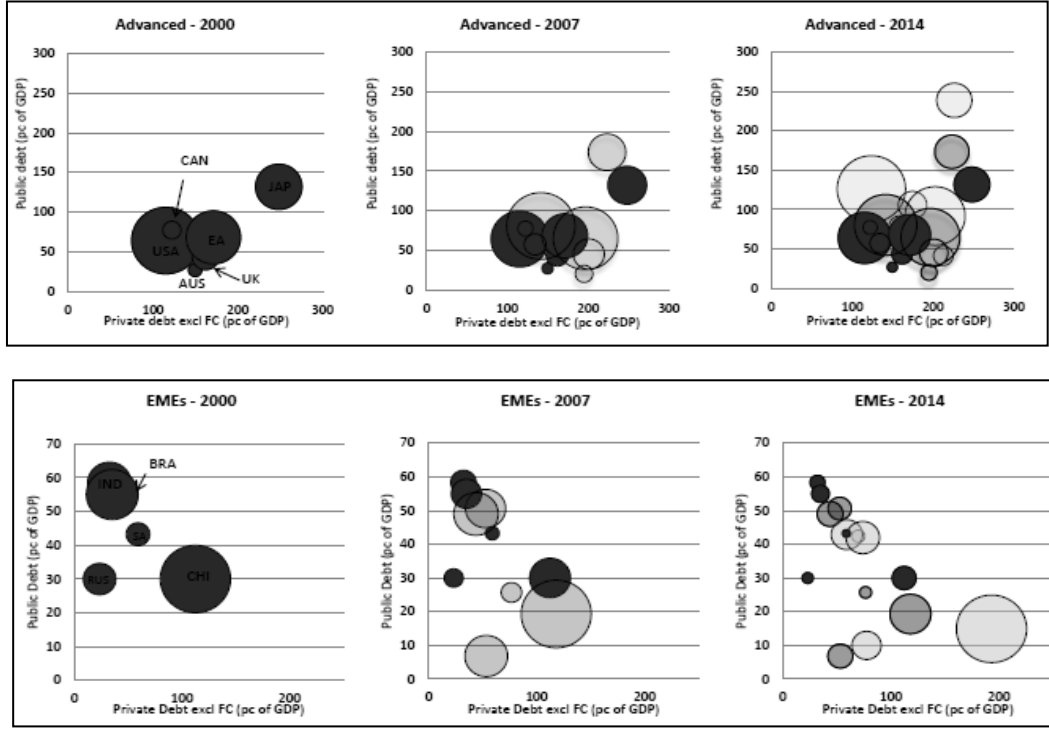 Advanced - 2000
Advanced - 2007
Advanced - 2014
Public debt (pc of GDP)
300
250
200
150
100
50
0
CAN
JAP
USA
EA
AUS
UK
0 100 200 300
Private debt excl FC (pc of GDP)
Public debt (pc of GDP)
300
250
200
150
100
50
0
0 100 200 300
Private debt excl FC (pc of GDP)
Public debt (pc of GDP)
300
250
200
150
100
50
0
0 100 200 300
Private debt excl FC (pc of GDP)
EMEs - 2000
EMEs - 2007
EMEs - 2014
Public Debt (pc of GDP)
70
60
50
40
30
20
10
0
IND
BRA
SA
RUS
CHI
0 100 200
Private Debt excl FC (pc of GDP)
Public Debt (pc of GDP)
70
60
50
40
30
20
10
0
0 100 200
Private Debt excl FC (pc of GDP)
Public Debt (pc of GDP)
70
60
50
40
30
20
10
0
0 100 200
Private Debt excl FC (pc of GDP)